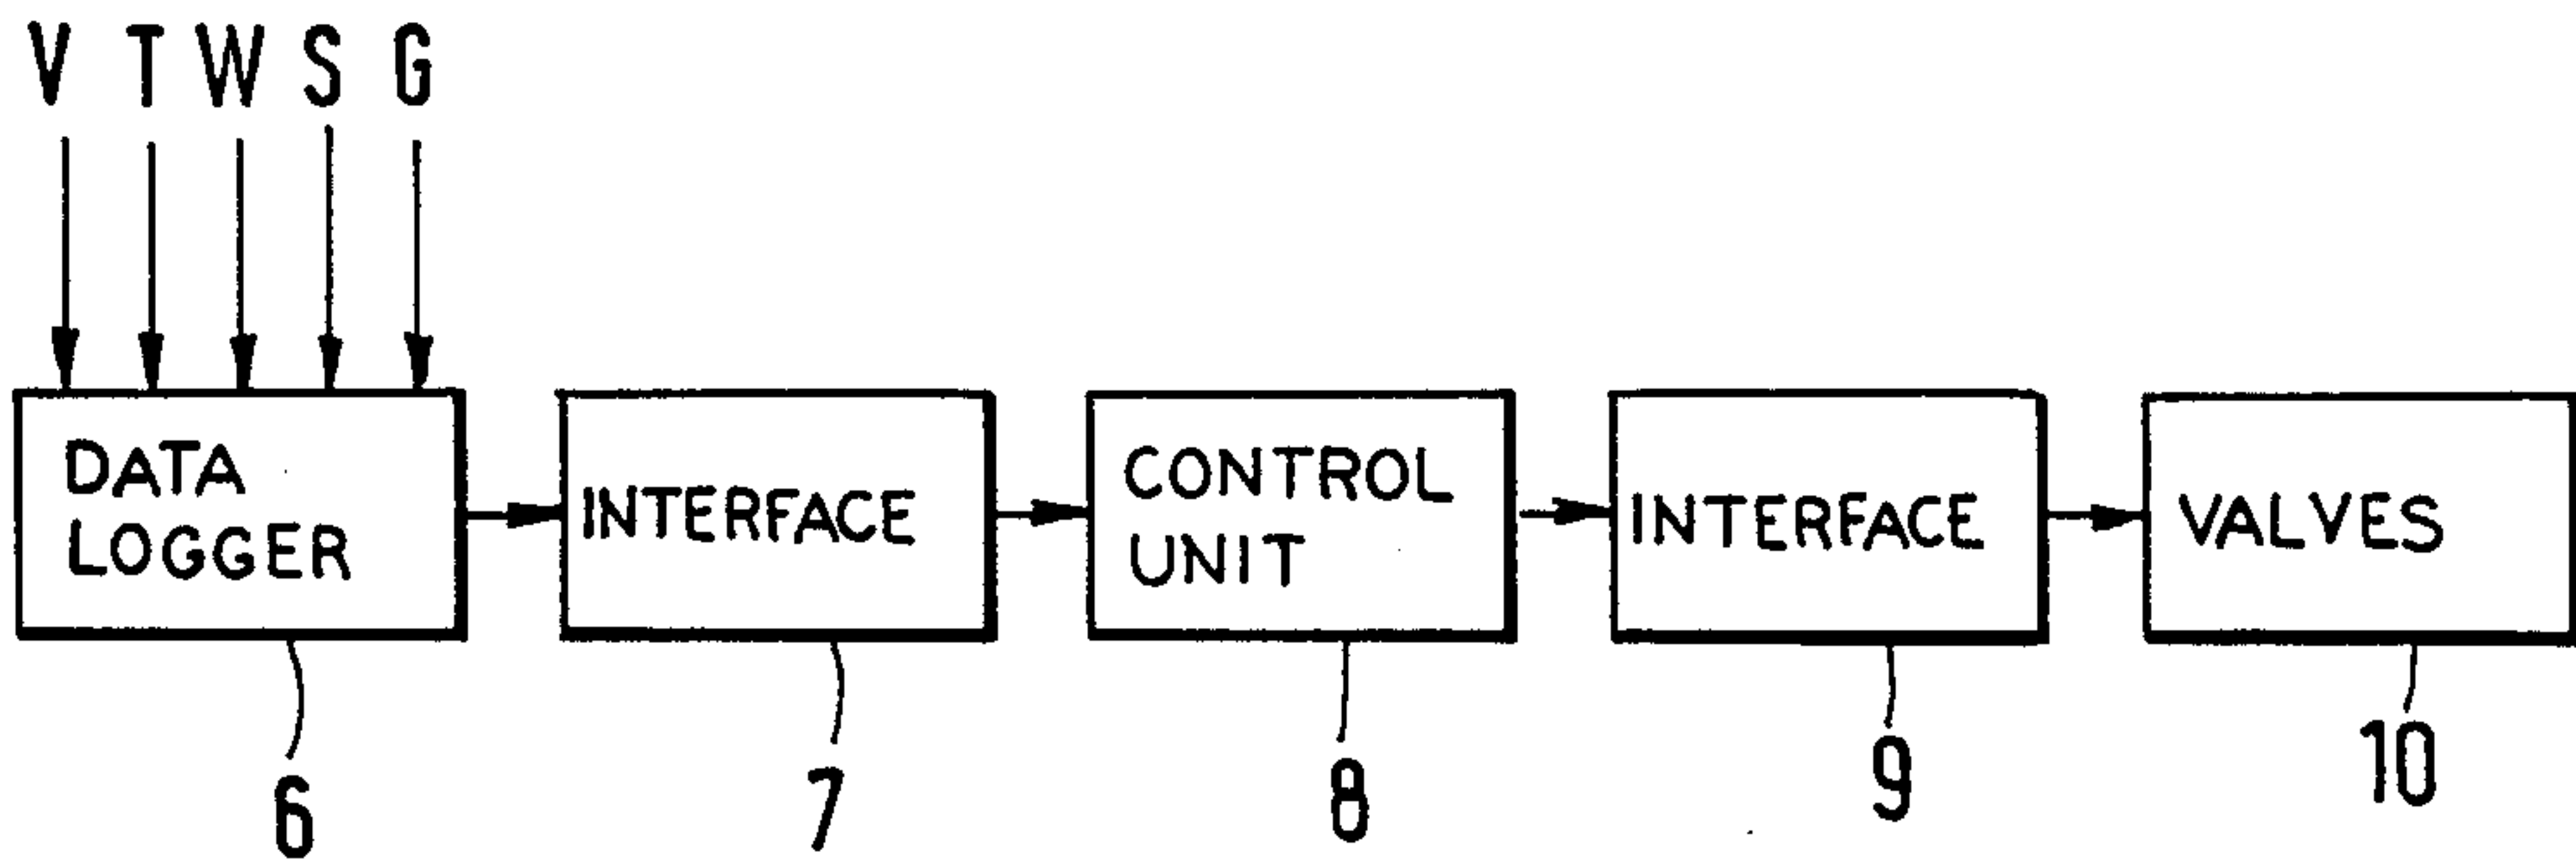 V T W S G
DATA
LOGGER
INTERFACE
CONTROL
UNIT
INTERFACE
VALVES
6
7
8
9
10